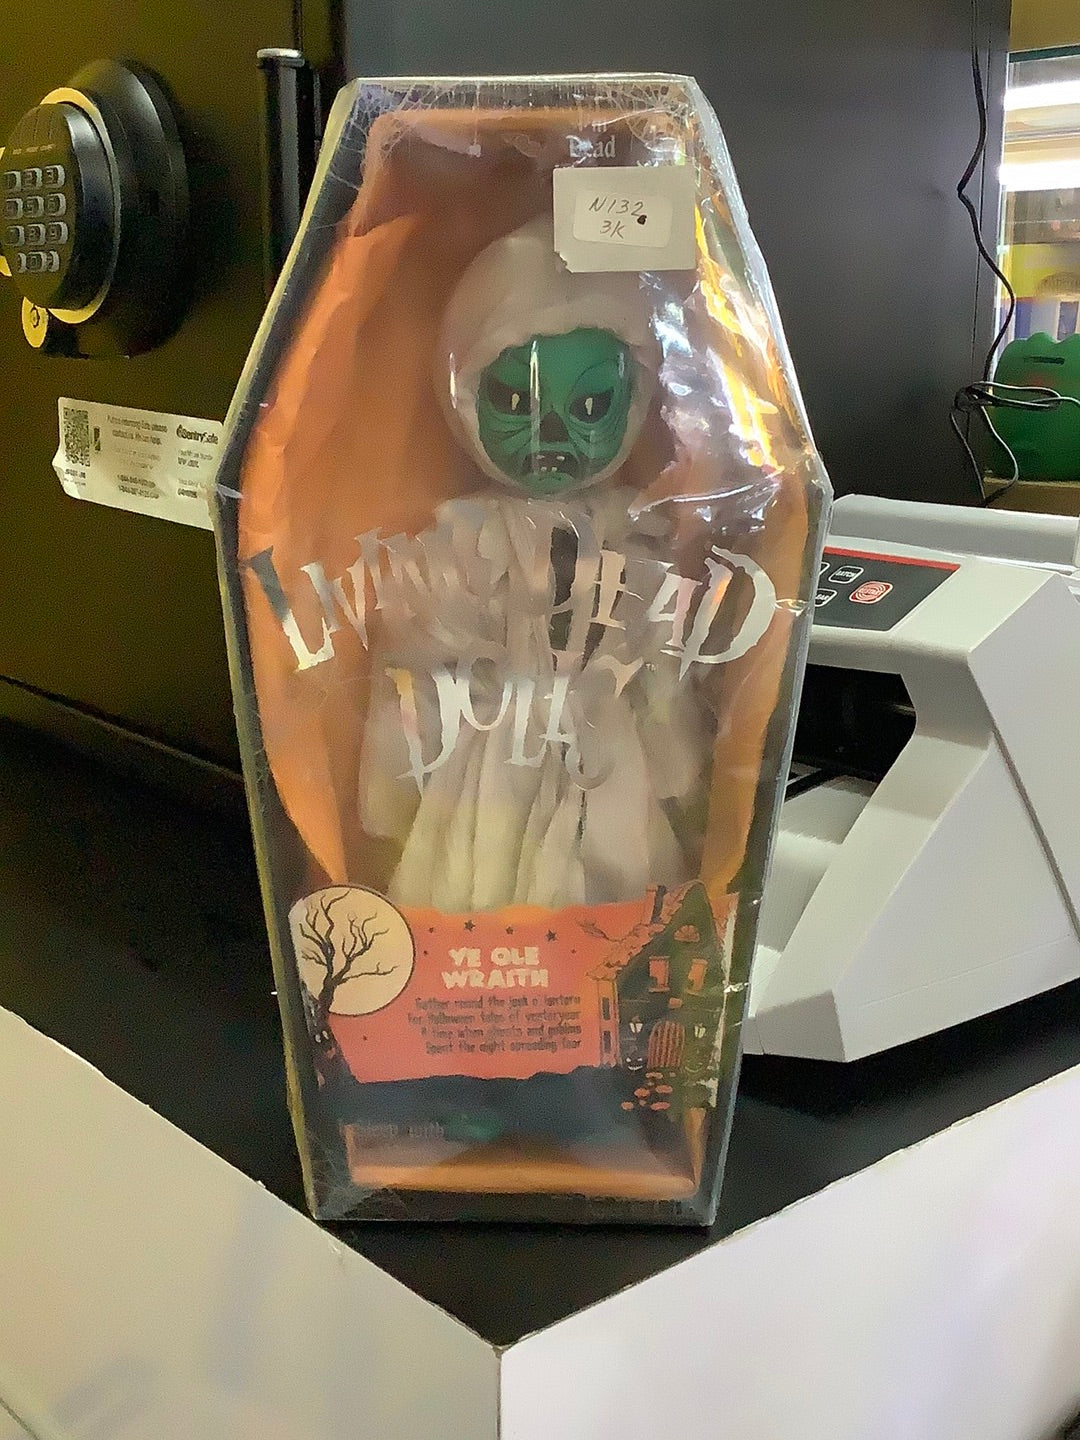 Dead
N132
3K
LIVING DEAD
DOLLS
YE OLE
WRAITH
Gather round the jack o lantern
For Halloween tales of yesteryear
A time when ghosts and goblins
Spent the night spreading fear
SentrySafe
BATCH